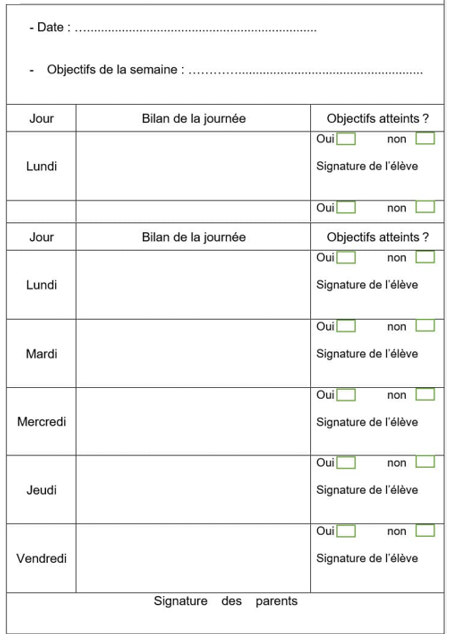 - Date : ….................................................................
- Objectifs de la semaine : …………....................................................
Jour Bilan de la journée Objectifs atteints ?
Oui non
Lundi Signature de l'élève
Oui non
Jour Bilan de la journée Objectifs atteints ?
Oui non
Lundi Signature de l'élève
Oui non
Mardi Signature de l'élève
Oui non
Mercredi Signature de l'élève
Oui non
Jeudi Signature de l'élève
Oui non
Vendredi Signature de l'élève
Signature des parents